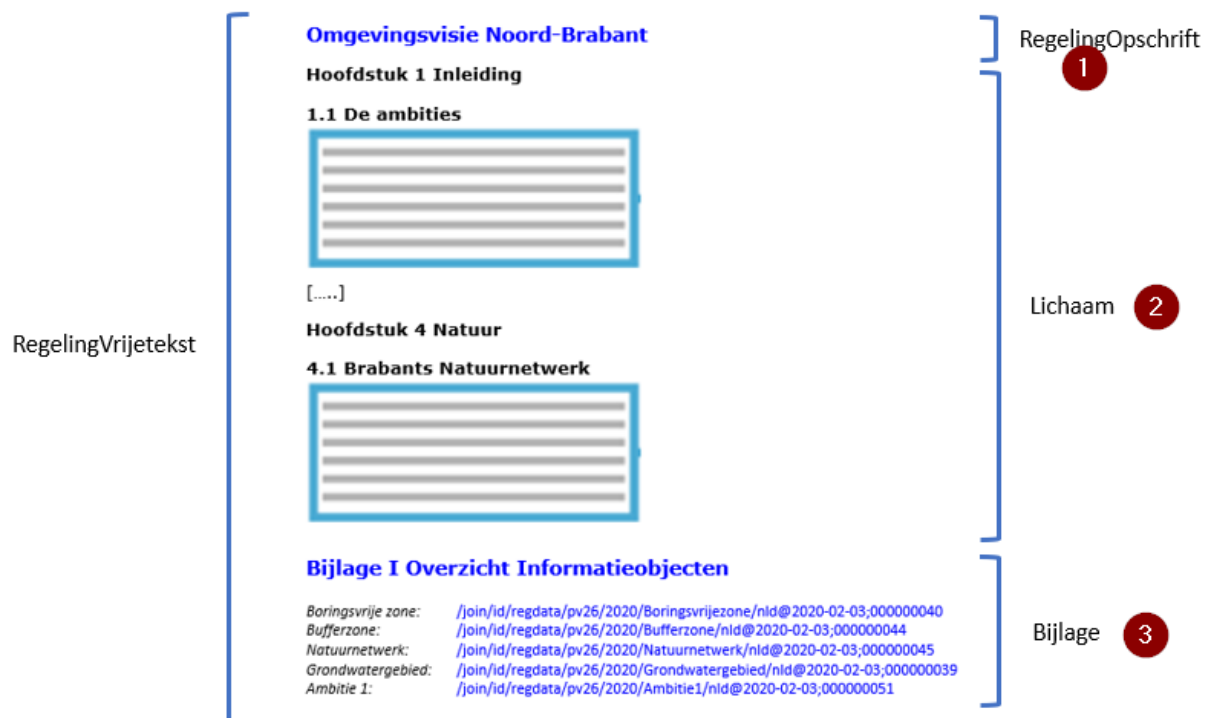 Omgevingsvisie Noord-Brabant
RegelingOpschrift
1
Hoofdstuk 1 Inleiding
1.1 De ambities
[.....]
Lichaam 2
Hoofdstuk 4 Natuur
RegelingVrijetekst
4.1 Brabants Natuurnetwerk
Bijlage I Overzicht Informatieobjecten
Boringsvrije zone: /join/id/regdata/pv26/2020/Boringsvrijezone/nld@2020-02-03;000000040
Bufferzone: /join/id/regdata/pv26/2020/Bufferzone/nld@2020-02-03;000000044
Bijlage 3
Natuurnetwerk: /join/id/regdata/pv26/2020/Natuurnetwerk/nld@2020-02-03;000000045
Grondwatergebied: /join/id/regdata/pv26/2020/Grondwatergebied/nld@2020-02-03;000000039
Ambitie 1: /join/id/regdata/pv26/2020/Ambitie1/nld@2020-02-03;000000051